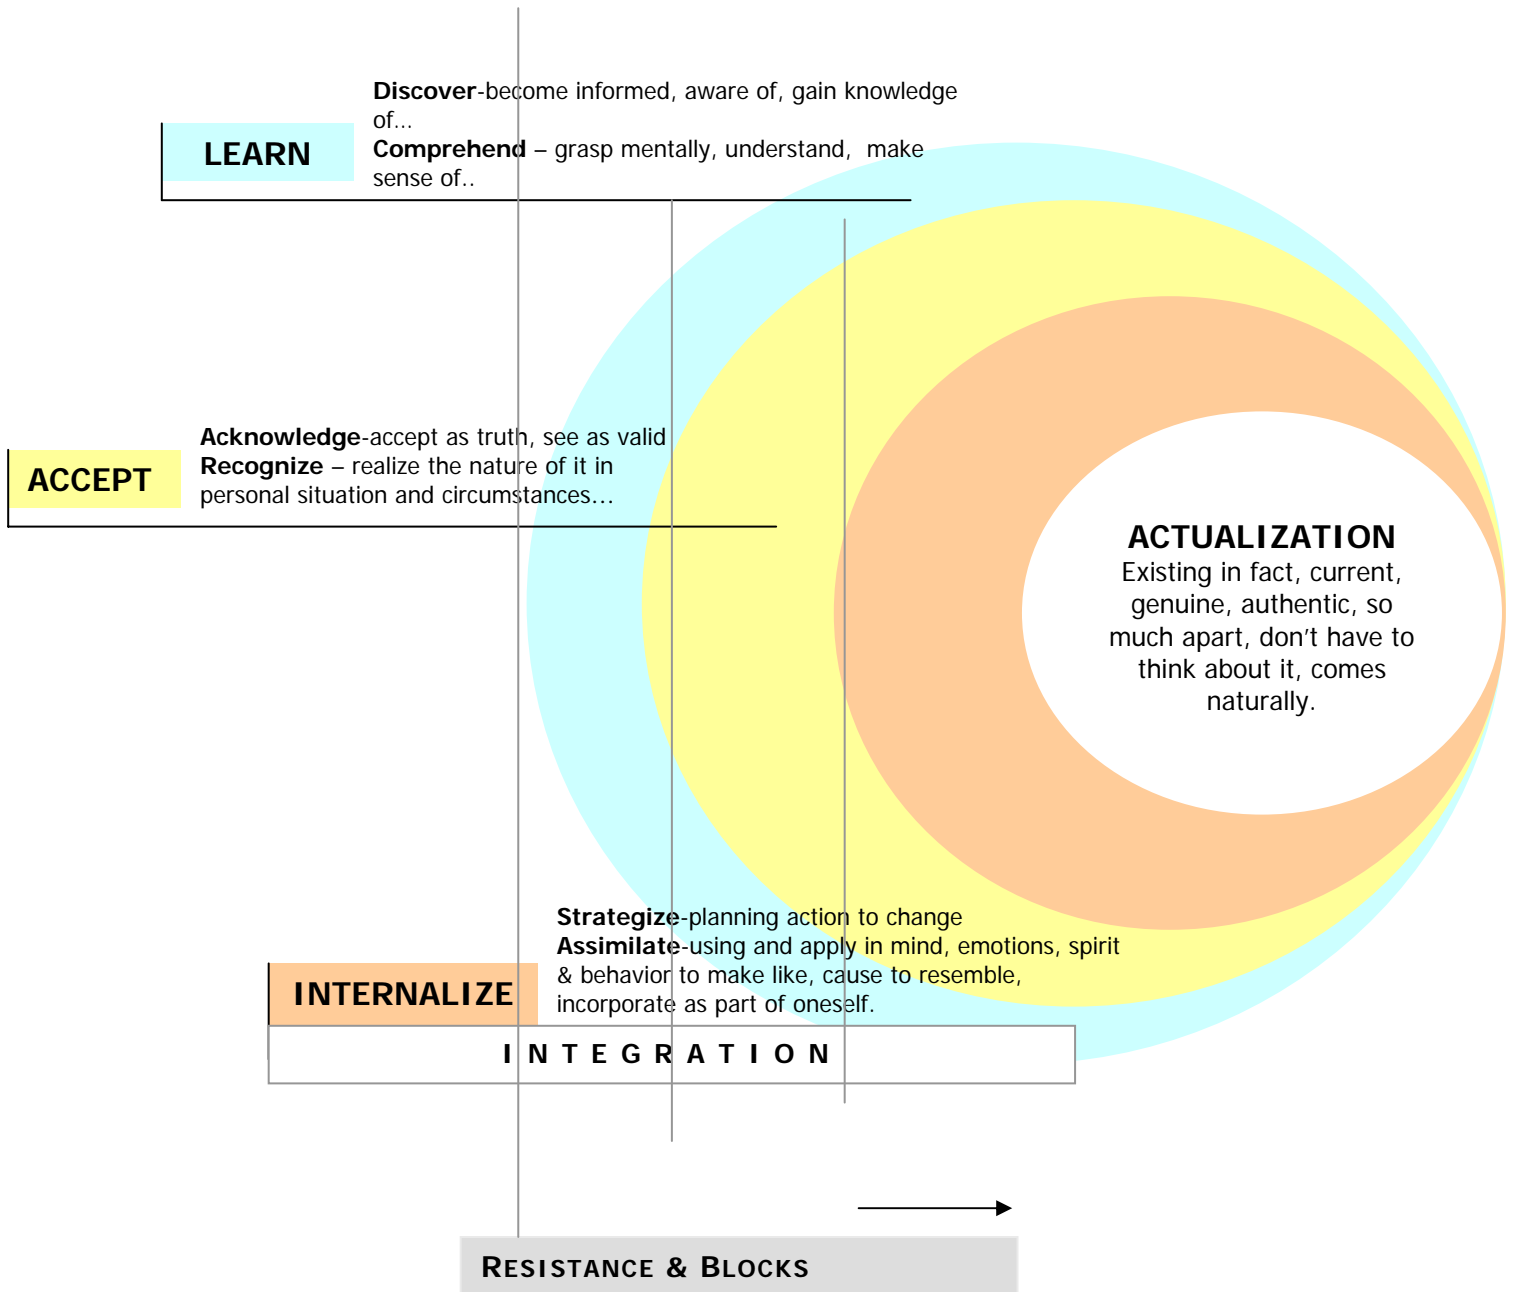 Discover-become informed, aware of, gain knowledge
of...
LEARN
Comprehend – grasp mentally, understand, make
sense of..
Acknowledge-accept as truth, see as valid
Recognize – realize the nature of it in
ACCEPT
personal situation and circumstances...
ACTUALIZATION
Existing in fact, current,
genuine, authentic, so
much apart, don't have to
think about it, comes
naturally.
Strategize-planning action to change
Assimilate-using and apply in mind, emotions, spirit
& behavior to make like, cause to resemble,
INTERNALIZE
incorporate as part of oneself.
INTEGRATION
RESISTANCE & BLOCKS